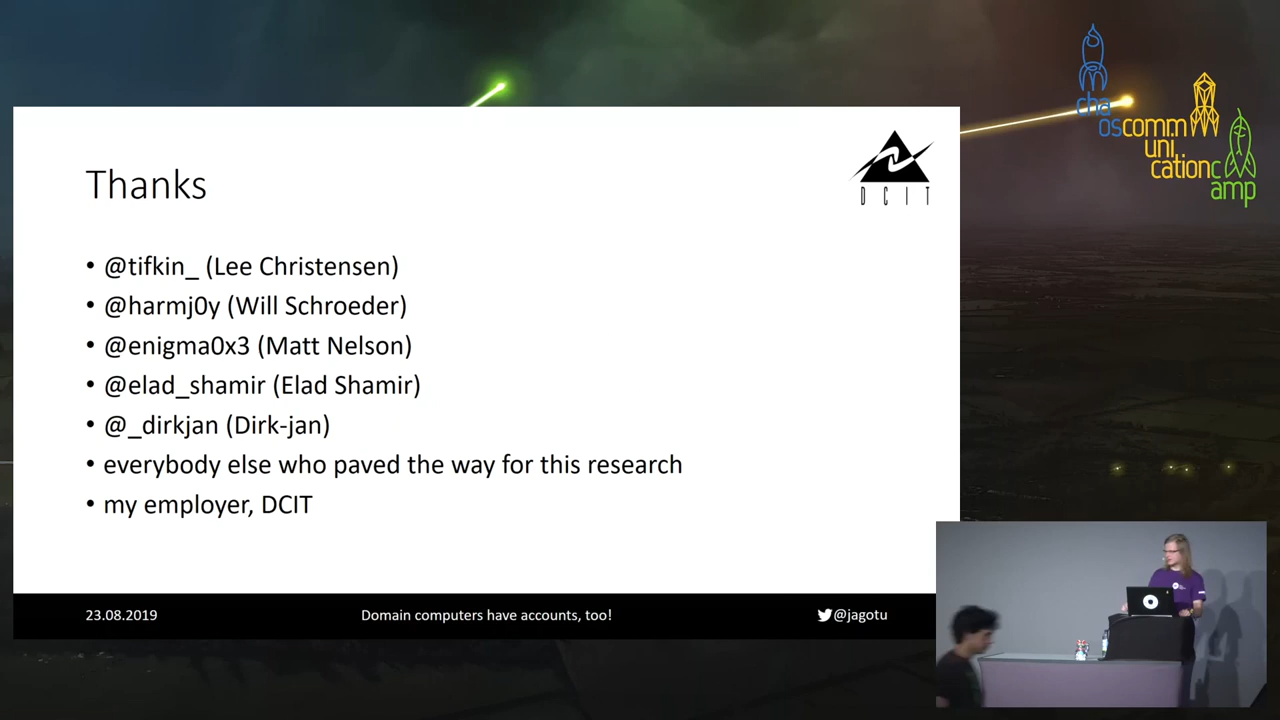 chaoscommunicationcamp
Thanks
DCIT
• @tifkin_ (Lee Christensen)
• @harmj0y (Will Schroeder)
• @enigma0x3 (Matt Nelson)
• @elad_shamir (Elad Shamir)
• @_dirkjan (Dirk-jan)
• everybody else who paved the way for this research
• my employer, DCIT
23.08.2019
Domain computers have accounts, too!
@jagotu